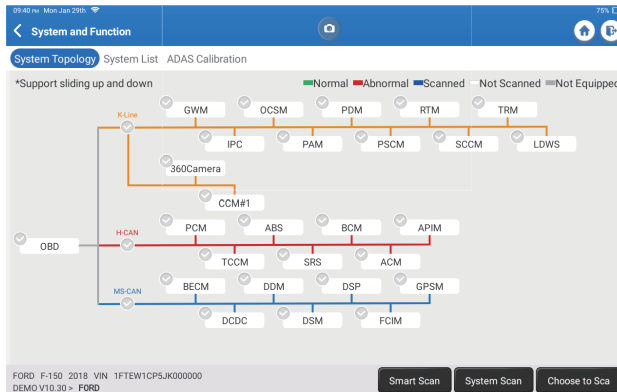 09:40 PM Mon Jan 29th 75%
System and Function
System Topology System List ADAS Calibration
*Support sliding up and down
Normal Abnormal Scanned Not Scanned Not Equipped
K-Line
GWM OCSM PDM RTM TRM
IPC PAM PSCM SCCM LDWS
360Camera
CCM#1
OBD
H-CAN
PCM ABS BCM APIM
TCCM SRS ACM
MS-CAN
BECM DDM DSP GPSM
DCDC DSM FCIM
FORD F-150 2018 VIN 1FTEW1CP5JK000000
DEMO V10.30 > FORD
Smart Scan System Scan Choose to Sca